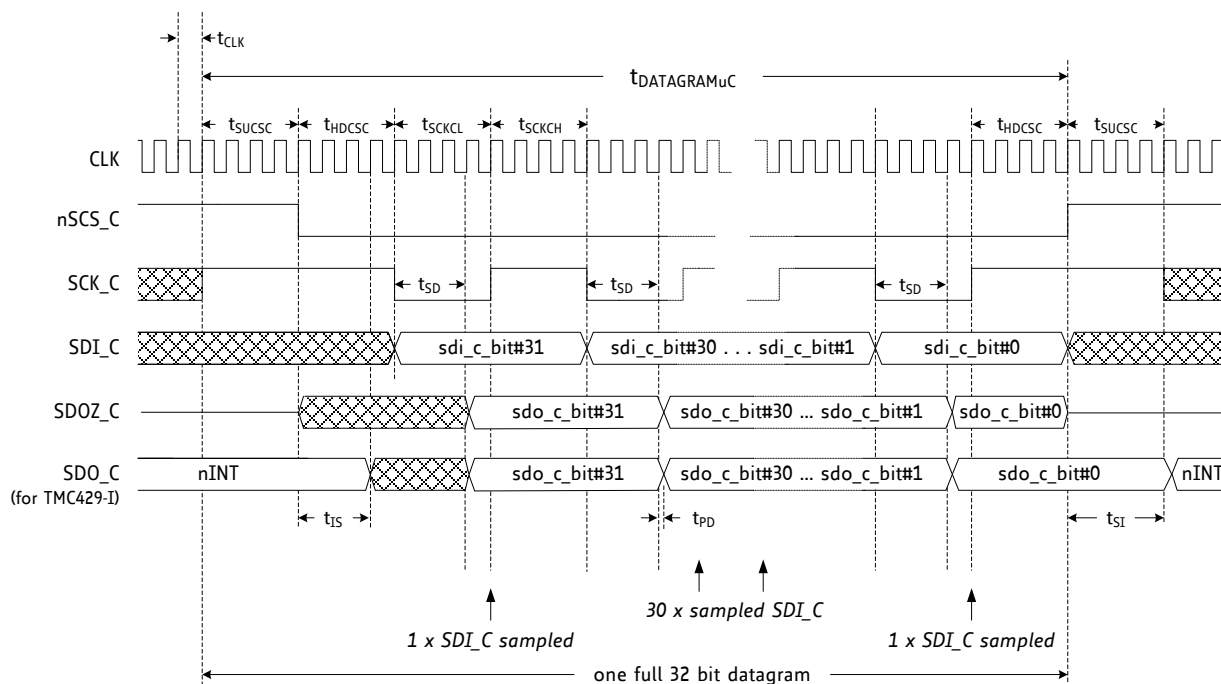 tCLK
tDATAGRAMuC
tSUCSC tHDCSC tSCKCL tSCKCH tHDCSC tSUCSC
CLK
nSCS_C
SCK_C tSD tSD tSD
SDI_C sdi_c_bit#31 sdi_c_bit#30 . . . sdi_c_bit#1 sdi_c_bit#0
SDOZ_C sdo_c_bit#31 sdo_c_bit#30 ... sdo_c_bit#1 sdo_c_bit#0
SDO_C nINT sdo_c_bit#31 sdo_c_bit#30 ... sdo_c_bit#1 sdo_c_bit#0 nINT
(for TMC429-I)
tIS tPD tSI
30 x sampled SDI_C
1 x SDI_C sampled 1 x SDI_C sampled
one full 32 bit datagram